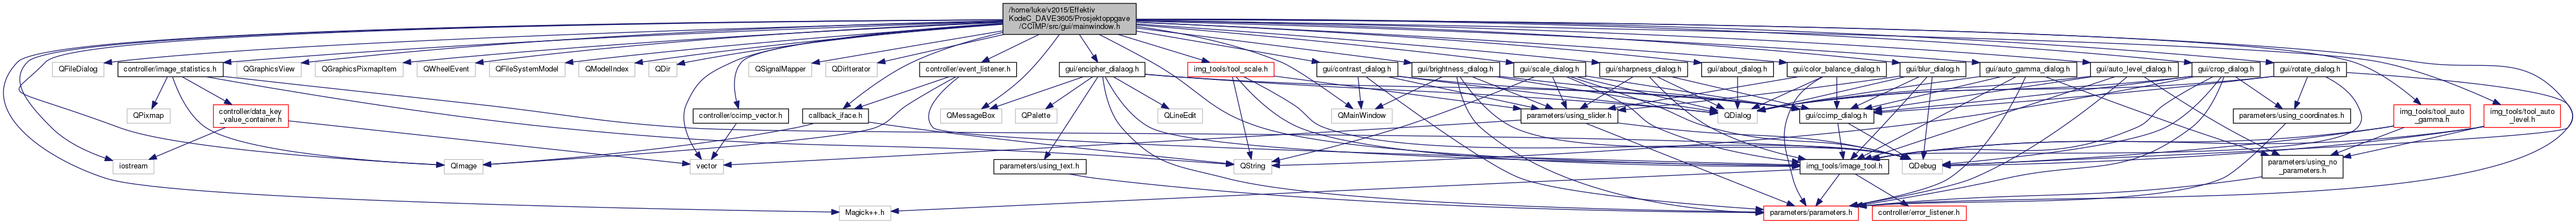 /home/luke/v2015/Effektiv
KodeC_DAVE3605/Prosjektoppgave
/CCIMP/src/gui/mainwindow.h
QFileDialog
controller/image_statistics.h
QGraphicsView
QGraphicsPixmapItem
QWheelEvent
QFileSystemModel
QModelIndex
QDir
QSignalMapper
QDirIterator
controller/event_listener.h
gui/encipher_dialaog.h
img_tools/tool_scale.h
gui/contrast_dialog.h
gui/brightness_dialog.h
gui/scale_dialog.h
gui/sharpness_dialog.h
gui/about_dialog.h
gui/color_balance_dialog.h
gui/blur_dialog.h
gui/auto_gamma_dialog.h
gui/auto_level_dialog.h
gui/crop_dialog.h
gui/rotate_dialog.h
QPixmap
controller/data_key
_value_container.h
controller/ccimp_vector.h
callback_iface.h
QMessageBox
QPalette
QLineEdit
QMainWindow
parameters/using_slider.h
QDialog
gui/ccimp_dialog.h
parameters/using_coordinates.h
img_tools/tool_auto
_gamma.h
img_tools/tool_auto
_level.h
iostream
QImage
vector
parameters/using_text.h
QString
img_tools/image_tool.h
QDebug
parameters/using_no
_parameters.h
Magick++.h
parameters/parameters.h
controller/error_listener.h